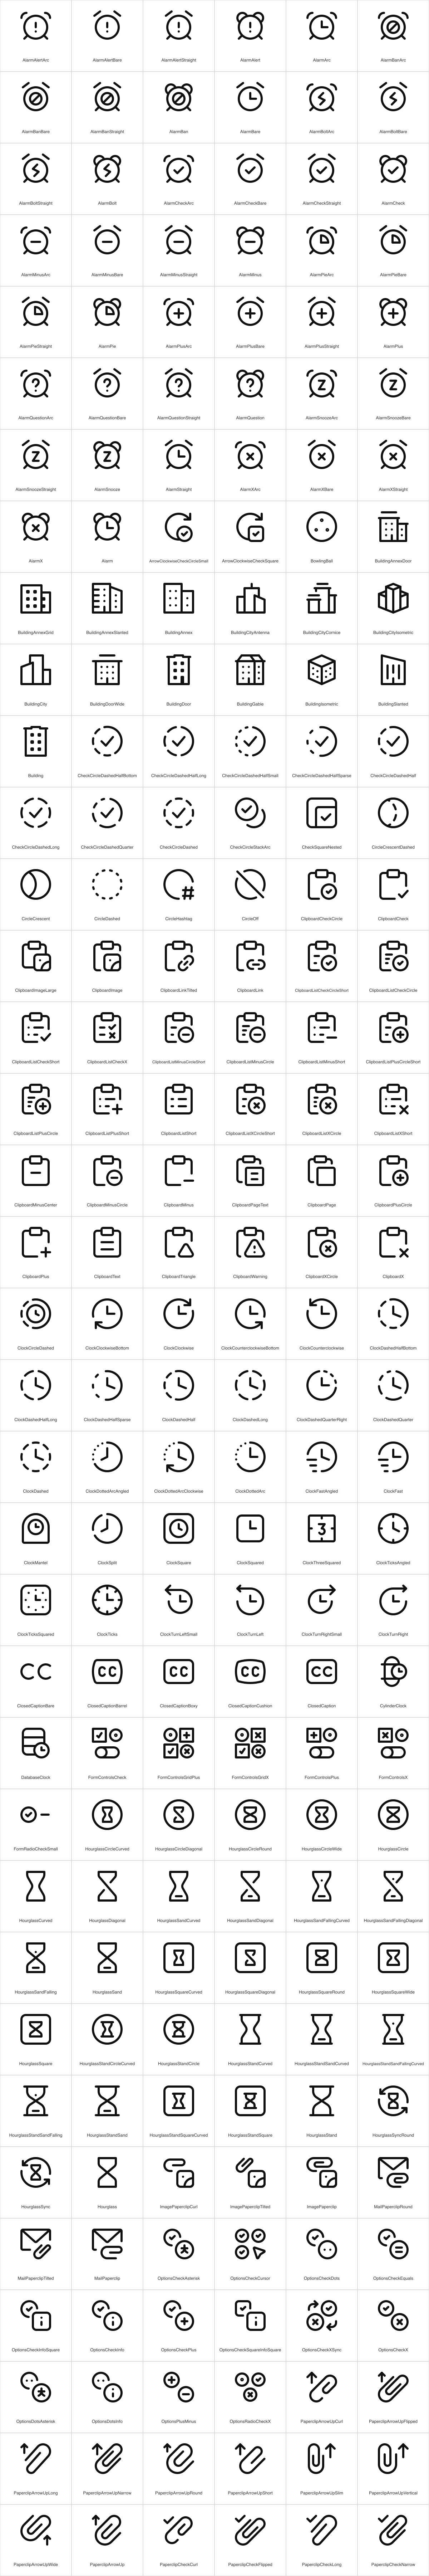 AlarmAlertArc AlarmAlertBare AlarmAlertStraight AlarmAlert AlarmArc AlarmBanArc
AlarmBanBare AlarmBanStraight AlarmBan AlarmBare AlarmBoltArc AlarmBoltBare
AlarmBoltStraight AlarmBolt AlarmCheckArc AlarmCheckBare AlarmCheckStraight AlarmCheck
AlarmMinusArc AlarmMinusBare AlarmMinusStraight AlarmMinus AlarmPieArc AlarmPieBare
AlarmPieStraight AlarmPie AlarmPlusArc AlarmPlusBare AlarmPlusStraight AlarmPlus
AlarmQuestionArc AlarmQuestionBare AlarmQuestionStraight AlarmQuestion AlarmSnoozeArc AlarmSnoozeBare
AlarmSnoozeStraight AlarmSnooze AlarmStraight AlarmXArc AlarmXBare AlarmXStraight
AlarmX Alarm ArrowClockwiseCheckCircleSmall ArrowClockwiseCheckSquare BowlingBall BuildingAnnexDoor
BuildingAnnexGrid BuildingAnnexSlanted BuildingAnnex BuildingCityAntenna BuildingCityCornice BuildingCityIsometric
BuildingCity BuildingDoorWide BuildingDoor BuildingGable BuildingIsometric BuildingSlanted
Building CheckCircleDashedHalfBottom CheckCircleDashedHalfLong CheckCircleDashedHalfSmall CheckCircleDashedHalfSparse CheckCircleDashedHalf
CheckCircleDashedLong CheckCircleDashedQuarter CheckCircleDashed CheckCircleStackArc CheckSquareNested CircleCrescentDashed
CircleCrescent CircleDashed CircleHashtag CircleOff ClipboardCheckCircle ClipboardCheck
ClipboardImageLarge ClipboardImage ClipboardLinkTilted ClipboardLink ClipboardListCheckCircleShort ClipboardListCheckCircle
ClipboardListCheckShort ClipboardListCheckX ClipboardListMinusCircleShort ClipboardListMinusCircle ClipboardListMinusShort ClipboardListPlusCircleShort
ClipboardListPlusCircle ClipboardListPlusShort ClipboardListShort ClipboardListXCircleShort ClipboardListXCircle ClipboardListXShort
ClipboardMinusCenter ClipboardMinusCircle ClipboardMinus ClipboardPageText ClipboardPage ClipboardPlusCircle
ClipboardPlus ClipboardText ClipboardTriangle ClipboardWarning ClipboardXCircle ClipboardX
ClockCircleDashed ClockClockwiseBottom ClockClockwise ClockCounterclockwiseBottom ClockCounterclockwise ClockDashedHalfBottom
ClockDashedHalfLong ClockDashedHalfSparse ClockDashedHalf ClockDashedLong ClockDashedQuarterRight ClockDashedQuarter
ClockDashed ClockDottedArcAngled ClockDottedArcClockwise ClockDottedArc ClockFastAngled ClockFast
ClockMantel ClockSplit ClockSquare ClockSquared ClockThreeSquared ClockTicksAngled
ClockTicksSquared ClockTicks ClockTurnLeftSmall ClockTurnLeft ClockTurnRightSmall ClockTurnRight
ClosedCaptionBare ClosedCaptionBarrel ClosedCaptionBoxy ClosedCaptionCushion ClosedCaption CylinderClock
DatabaseClock FormControlsCheck FormControlsGridPlus FormControlsGridX FormControlsPlus FormControlsX
FormRadioCheckSmall HourglassCircleCurved HourglassCircleDiagonal HourglassCircleRound HourglassCircleWide HourglassCircle
HourglassCurved HourglassDiagonal HourglassSandCurved HourglassSandDiagonal HourglassSandFallingCurved HourglassSandFallingDiagonal
HourglassSandFalling HourglassSand HourglassSquareCurved HourglassSquareDiagonal HourglassSquareRound HourglassSquareWide
HourglassSquare HourglassStandCircleCurved HourglassStandCircle HourglassStandCurved HourglassStandSandCurved HourglassStandSandFallingCurved
HourglassStandSandFalling HourglassStandSand HourglassStandSquareCurved HourglassStandSquare HourglassStand HourglassSyncRound
HourglassSync Hourglass ImagePaperclipCurl ImagePaperclipTilted ImagePaperclip MailPaperclipRound
MailPaperclipTilted MailPaperclip OptionsCheckAsterisk OptionsCheckCursor OptionsCheckDots OptionsCheckEquals
OptionsCheckInfoSquare OptionsCheckInfo OptionsCheckPlus OptionsCheckSquareInfoSquare OptionsCheckXSync OptionsCheckX
OptionsDotsAsterisk OptionsDotsInfo OptionsPlusMinus OptionsRadioCheckX PaperclipArrowUpCurl PaperclipArrowUpFlipped
PaperclipArrowUpLong PaperclipArrowUpNarrow PaperclipArrowUpRound PaperclipArrowUpShort PaperclipArrowUpSlim PaperclipArrowUpVertical
PaperclipArrowUpWide PaperclipArrowUp PaperclipCheckCurl PaperclipCheckFlipped PaperclipCheckLong PaperclipCheckNarrow